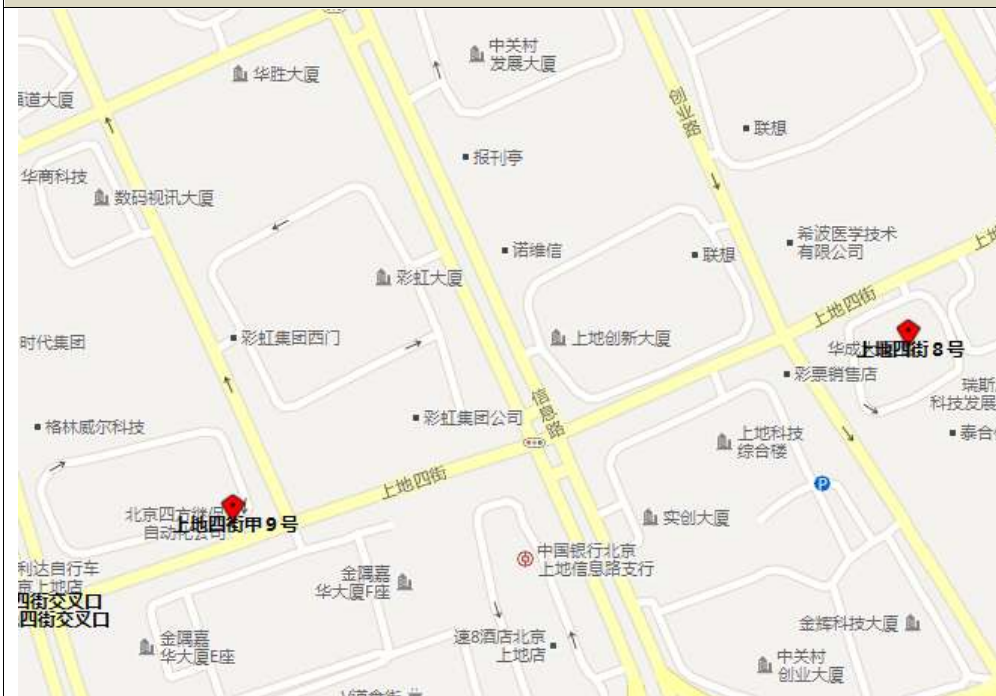 中关村
发展大厦
华胜大厦
道大厦
创业路
联想
报刊亭
华商科技
数码视讯大厦
希波医学技术
有限公司
上地
诺维信
联想
彩虹大厦
上地四街
上地四街8号
华成
时代集团
彩虹集团西门
上地创新大厦
彩票销售店
瑞斯
科技发展
信息路
彩虹集团公司
格林威尔科技
上地科技
综合楼
泰合
上地四街
P
北京四方继保
自动化公司
上地四街甲9号
实创大厦
中国银行北京
上地信息路支行
利达自行车
京上地店
四街交叉口
四街交叉口
金隅嘉
华大厦F座
金隅嘉
华大厦E座
速8酒店北京
上地店
金辉科技大厦
中关村
创业大厦